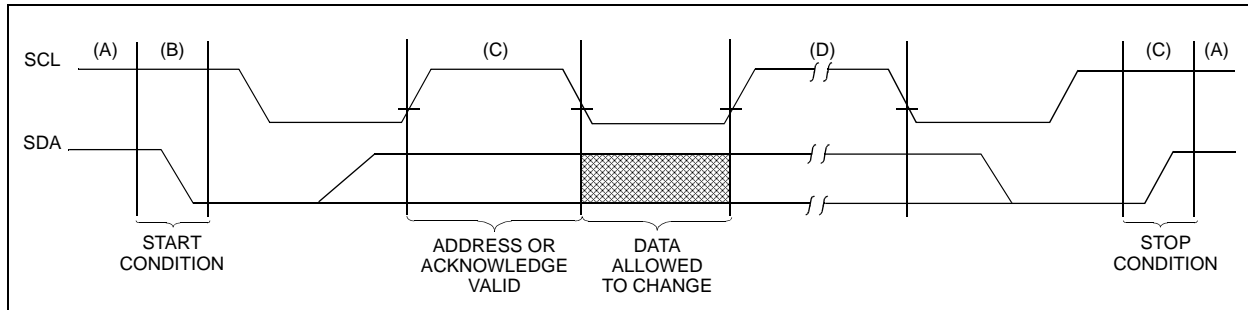 (A) (B) (C) (D) (C) (A)
SCL
SDA
START
CONDITION
ADDRESS OR
ACKNOWLEDGE
VALID
DATA
ALLOWED
TO CHANGE
STOP
CONDITION